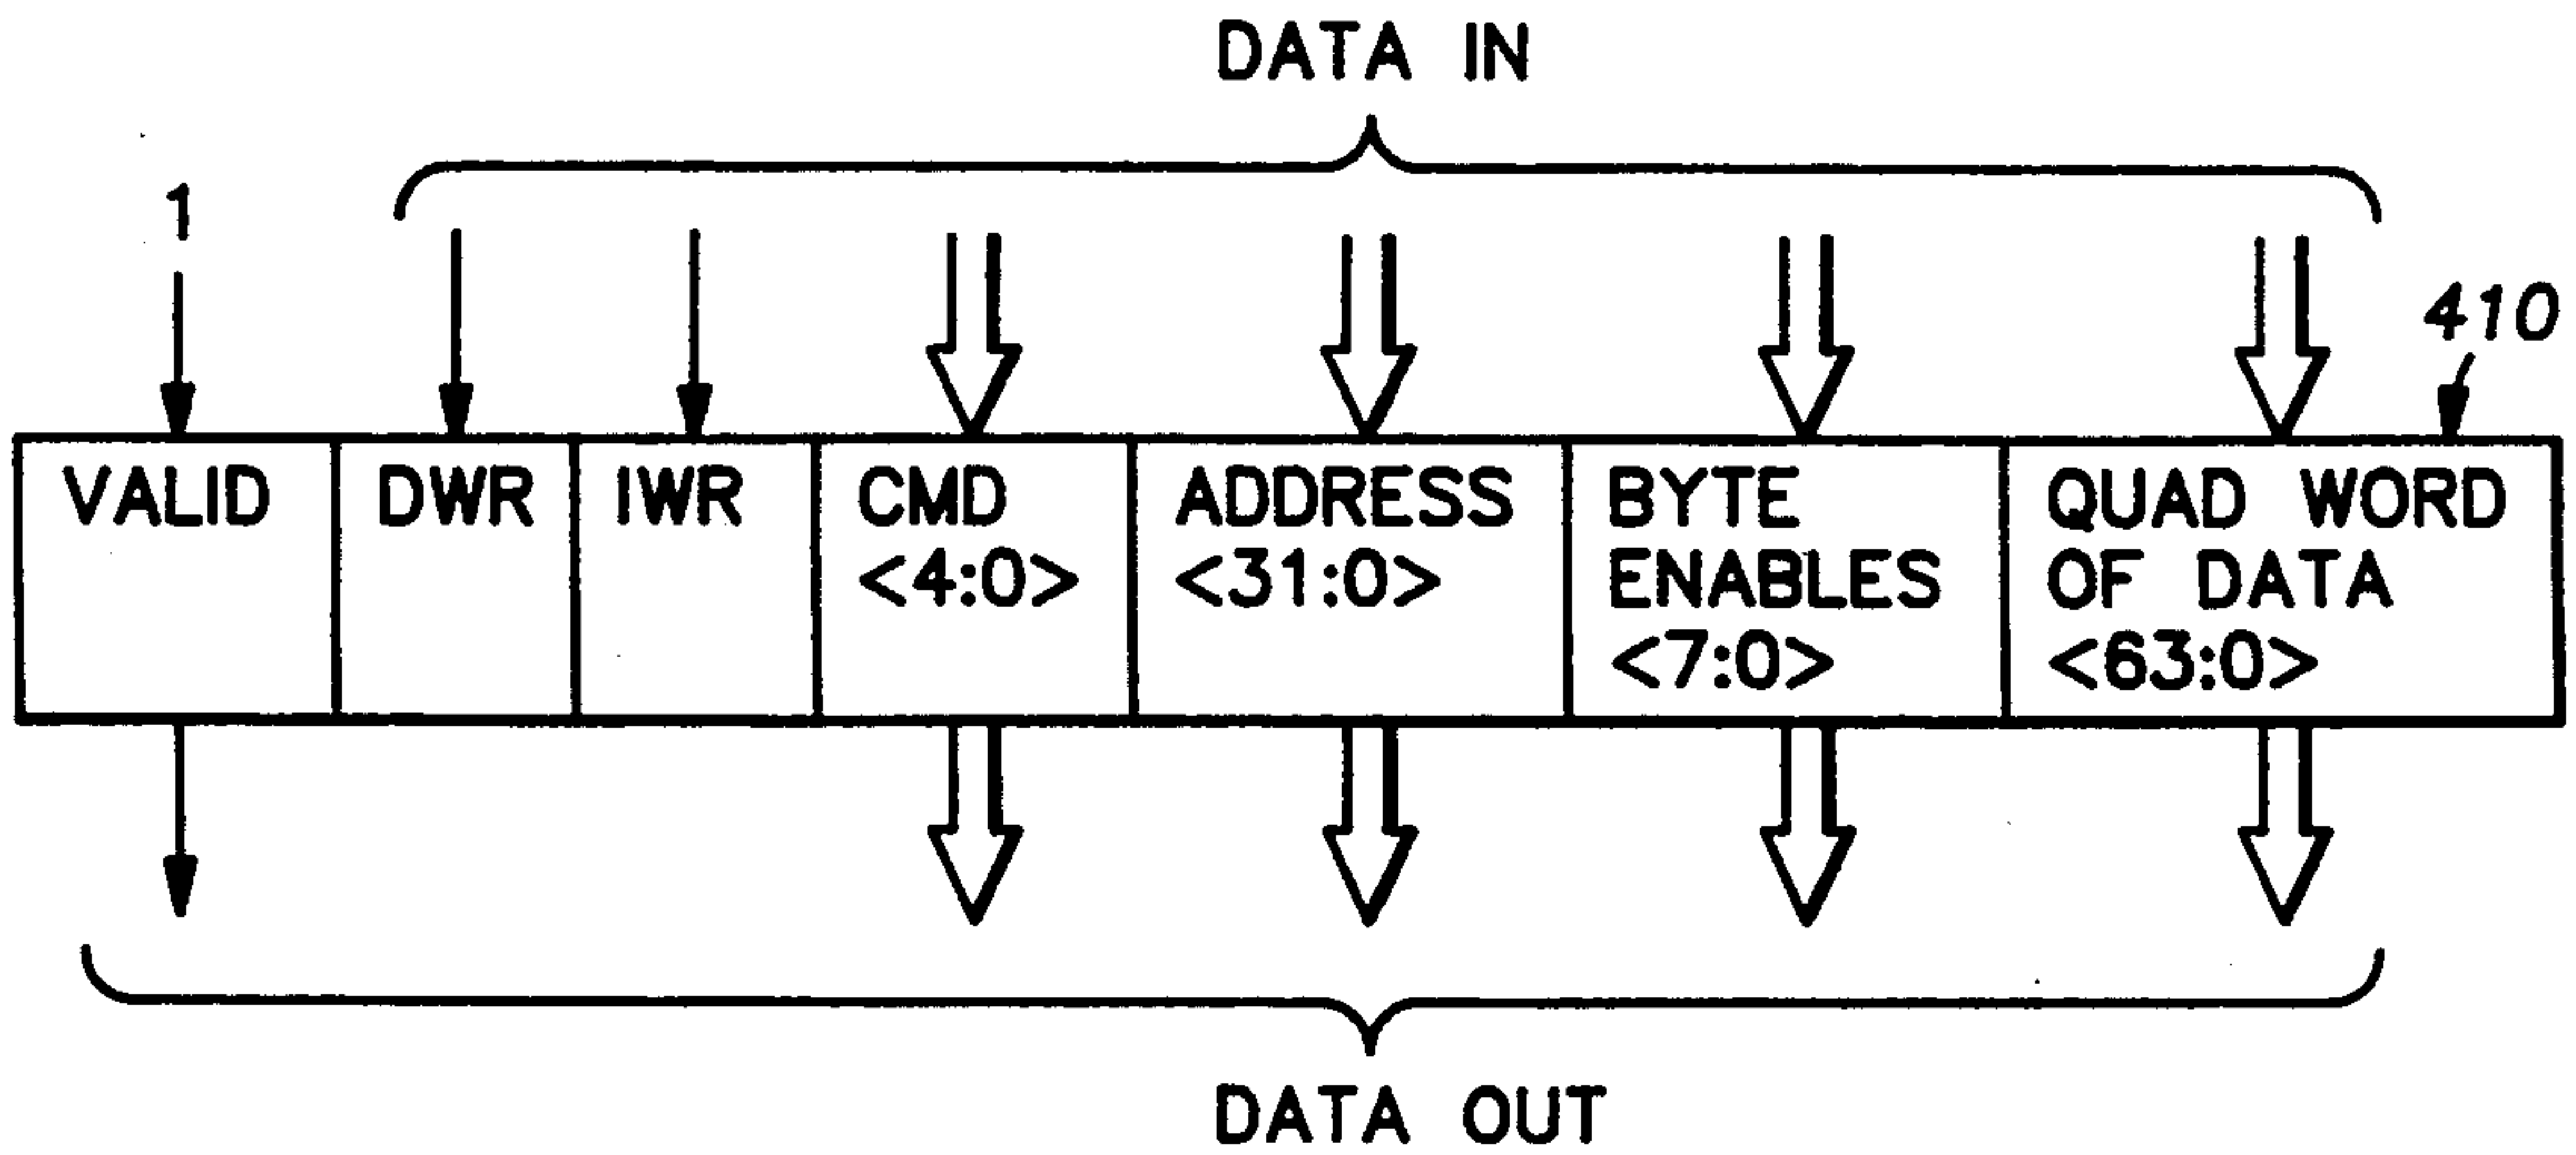 DATA IN
1
410
VALID
DWR
IWR
CMD
<4:0>
ADDRESS
<31:0>
BYTE
ENABLES
<7:0>
QUAD WORD
OF DATA
<63:0>
DATA OUT